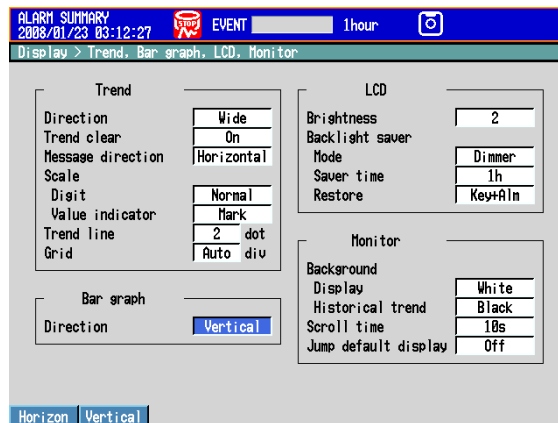 ALARM SUMMARY
2008/01/23 03:12:27
STOP
EVENT
1hour
Display > Trend, Bar graph, LCD, Monitor
Trend
Direction Wide
Trend clear On
Message direction Horizontal
Scale
Digit Normal
Value indicator Mark
Trend line 2 dot
Grid Auto div
Bar graph
Direction Vertical
LCD
Brightness 2
Backlight saver
Mode Dimmer
Saver time 1h
Restore Key+Alm
Monitor
Background
Display White
Historical trend Black
Scroll time 10s
Jump default display Off
Horizon Vertical